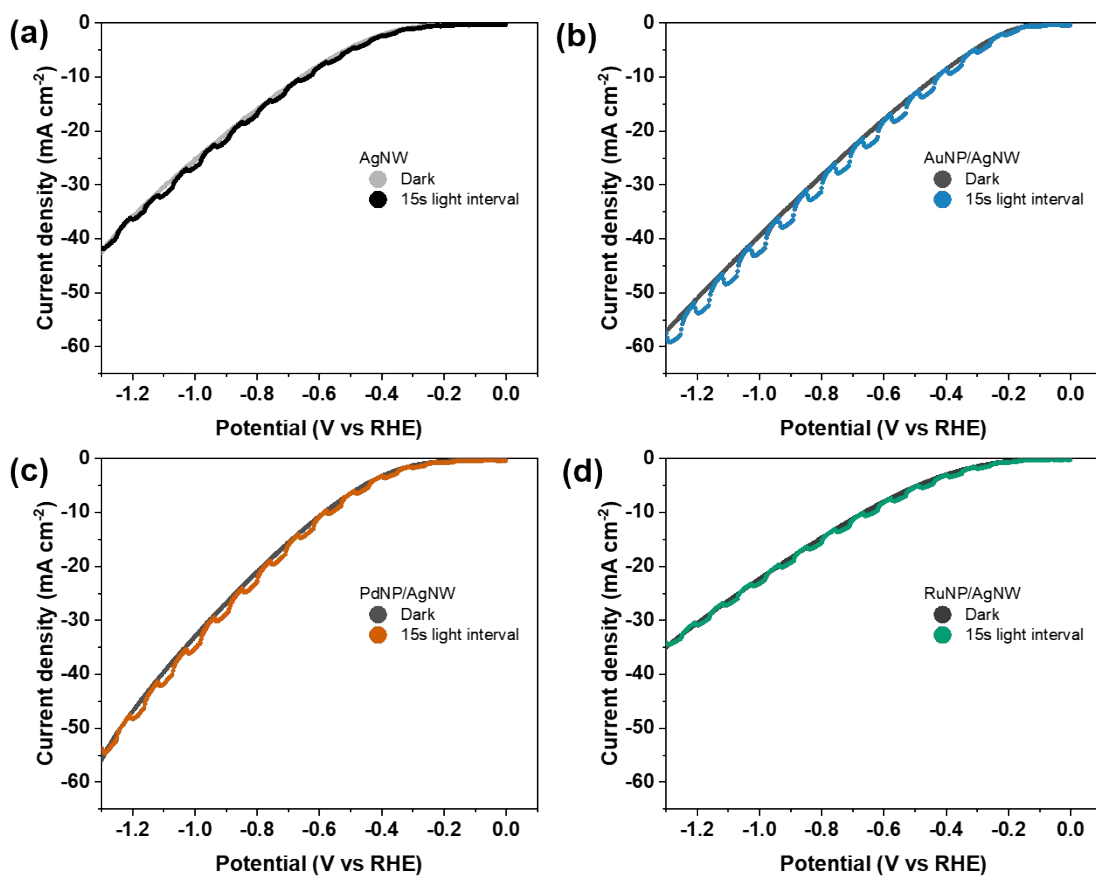 (a)
0
-10
-20
-30
-40
-50
-60
Current density (mA cm-2)
AgNW
Dark
15s light interval
-1.2 -1.0 -0.8 -0.6 -0.4 -0.2 0.0
Potential (V vs RHE)
(b)
0
-10
-20
-30
-40
-50
-60
Current density (mA cm-2)
AuNP/AgNW
Dark
15s light interval
-1.2 -1.0 -0.8 -0.6 -0.4 -0.2 0.0
Potential (V vs RHE)
(c)
0
-10
-20
-30
-40
-50
-60
Current density (mA cm-2)
PdNP/AgNW
Dark
15s light interval
-1.2 -1.0 -0.8 -0.6 -0.4 -0.2 0.0
Potential (V vs RHE)
(d)
0
-10
-20
-30
-40
-50
-60
Current density (mA cm-2)
RuNP/AgNW
Dark
15s light interval
-1.2 -1.0 -0.8 -0.6 -0.4 -0.2 0.0
Potential (V vs RHE)